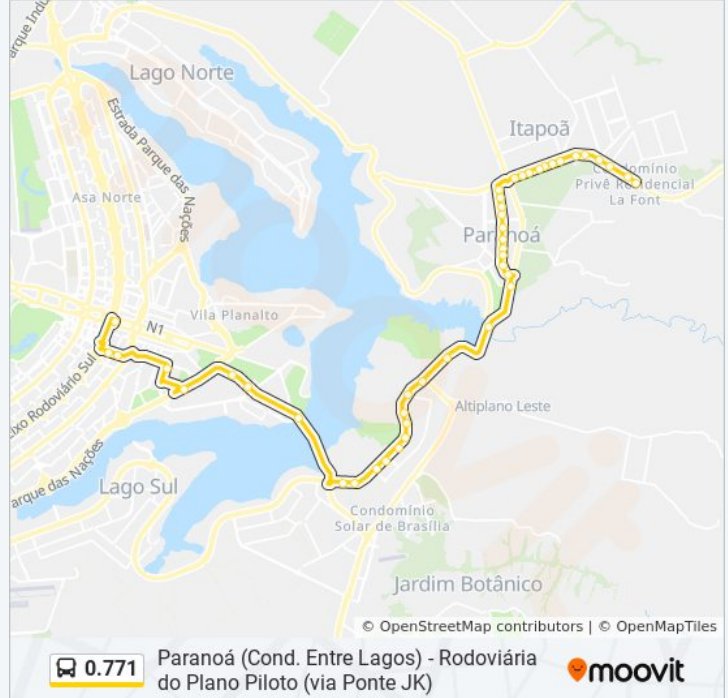 arque Indu
Lago Norte
Estrada Parque das Nações
Itapoã
Asa Norte
Condomínio
Privê Residencial
La Font
Paranoá
Vila Planalto
N1
Eixo Rodoviário Sul
Altiplano Leste
arque das Nações
Lago Sul
Condomínio
Solar de Brasília
Jardim Botânico
© OpenStreetMap contributors | © OpenMapTiles
0.771
Paranoá (Cond. Entre Lagos) - Rodoviária
do Plano Piloto (via Ponte JK)
moovit